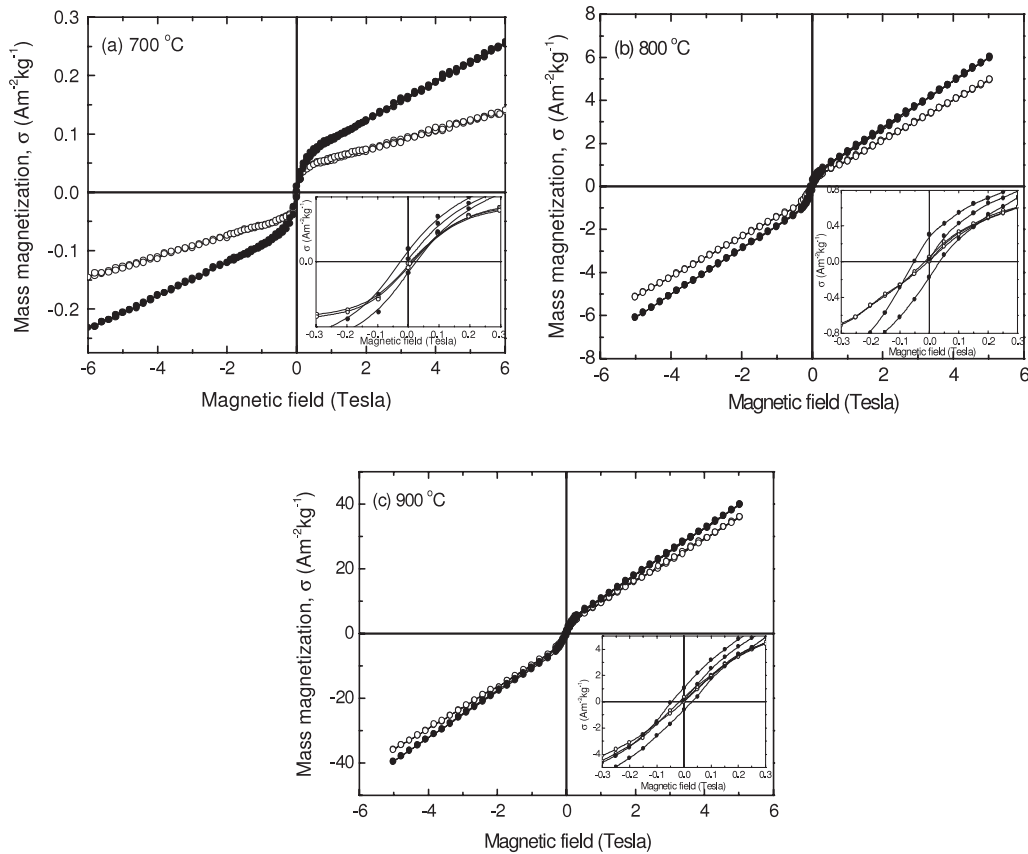 (a) 700 °C
Mass magnetization, σ (Am⁻²kg⁻¹)
0.3
0.2
0.1
0.0
-0.1
-0.2
-6 -4 -2 0 2 4 6
Magnetic field (Tesla)
σ (Am⁻²kg⁻¹)
0.0
-0.3 -0.2 -0.1 0.0 0.1 0.2 0.3
Magnetic field (Tesla)
(b) 800 °C
Mass magnetization, σ (Am⁻²kg⁻¹)
8
6
4
2
0
-2
-4
-6
-8
-6 -4 -2 0 2 4 6
Magnetic field (Tesla)
σ (Am⁻²kg⁻¹)
0.8
0.4
0.0
-0.4
-0.8
-0.3 -0.2 -0.1 0.0 0.1 0.2 0.3
Magnetic field (Tesla)
(c) 900 °C
Mass magnetization, σ (Am⁻²kg⁻¹)
40
20
0
-20
-40
-6 -4 -2 0 2 4 6
Magnetic field (Tesla)
σ (Am⁻²kg⁻¹)
4
2
0
-2
-4
-0.3 -0.2 -0.1 0.0 0.1 0.2 0.3
Magnetic field (Tesla)